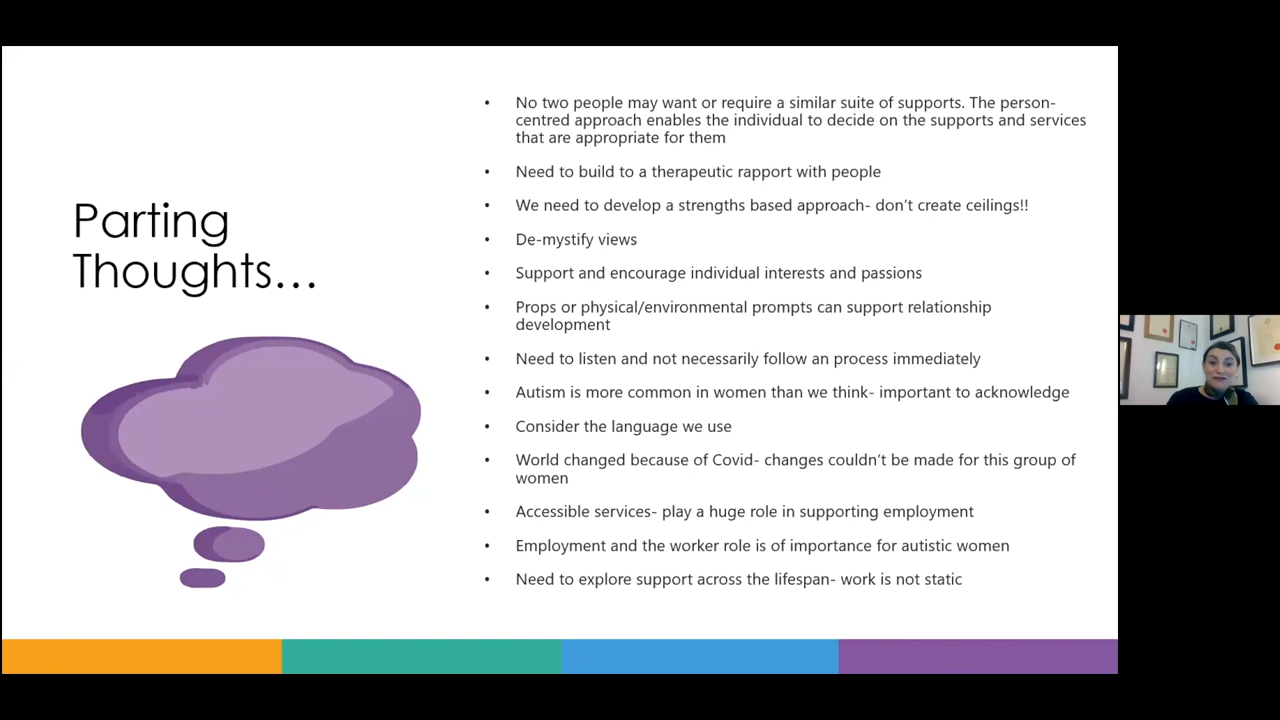 Parting
Thoughts...
• No two people may want or require a similar suite of supports. The person-
centred approach enables the individual to decide on the supports and services
that are appropriate for them
• Need to build to a therapeutic rapport with people
• We need to develop a strengths based approach- don't create ceilings!!
• De-mystify views
• Support and encourage individual interests and passions
• Props or physical/environmental prompts can support relationship
development
• Need to listen and not necessarily follow an process immediately
• Autism is more common in women than we think- important to acknowledge
• Consider the language we use
• World changed because of Covid- changes couldn't be made for this group of
women
• Accessible services- play a huge role in supporting employment
• Employment and the worker role is of importance for autistic women
• Need to explore support across the lifespan- work is not static